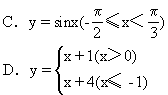 C. y = sinx(-π/2 ⩽ x < π/3)
D. y = { x+1(x>0)
x+4(x⩽ -1)